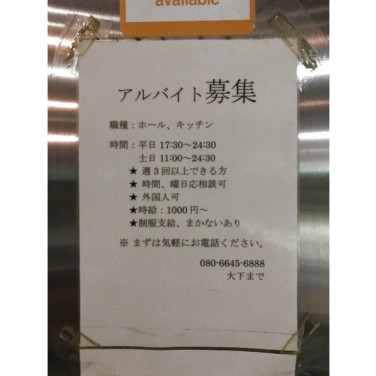 available
アルバイト募集
職種：ホール、キッチン
時間：平日 17:30～24:30
土日 11:00～24:30
★ 週3回以上できる方
★ 時間、曜日応相談可
★ 外国人可
★時給：1000円～
★制服支給、まかないあり
※ まずは気軽にお電話ください。
080-6645-6888
大下まで